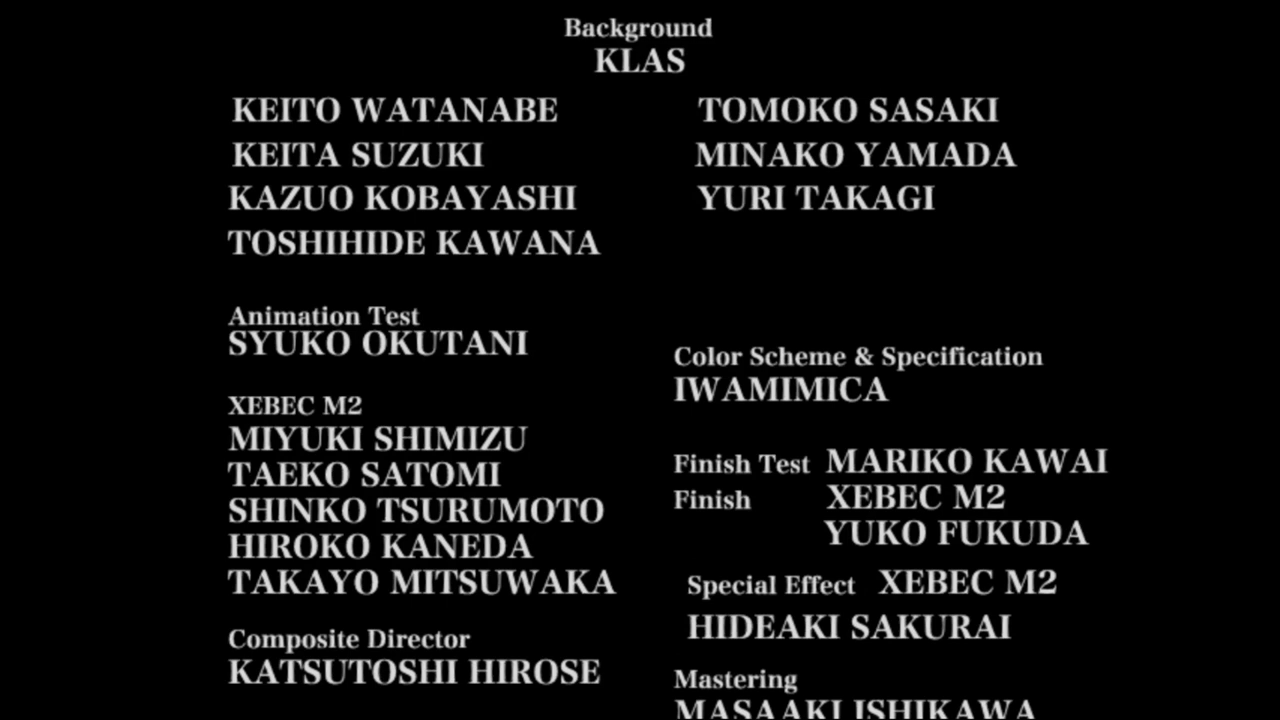 Background
KLAS
KEITO WATANABE
KEITA SUZUKI
KAZUO KOBAYASHI
TOSHIHIDE KAWANA
TOMOKO SASAKI
MINAKO YAMADA
YURI TAKAGI
Animation Test
SYUKO OKUTANI
XEBEC M2
MIYUKI SHIMIZU
TAEKO SATOMI
SHINKO TSURUMOTO
HIROKO KANEDA
TAKAYO MITSUWAKA
Composite Director
KATSUTOSHI HIROSE
Color Scheme & Specification
IWAMIMICA
Finish Test MARIKO KAWAI
Finish XEBEC M2
YUKO FUKUDA
Special Effect XEBEC M2
HIDEAKI SAKURAI
Mastering
MASAAKI ISHIKAWA